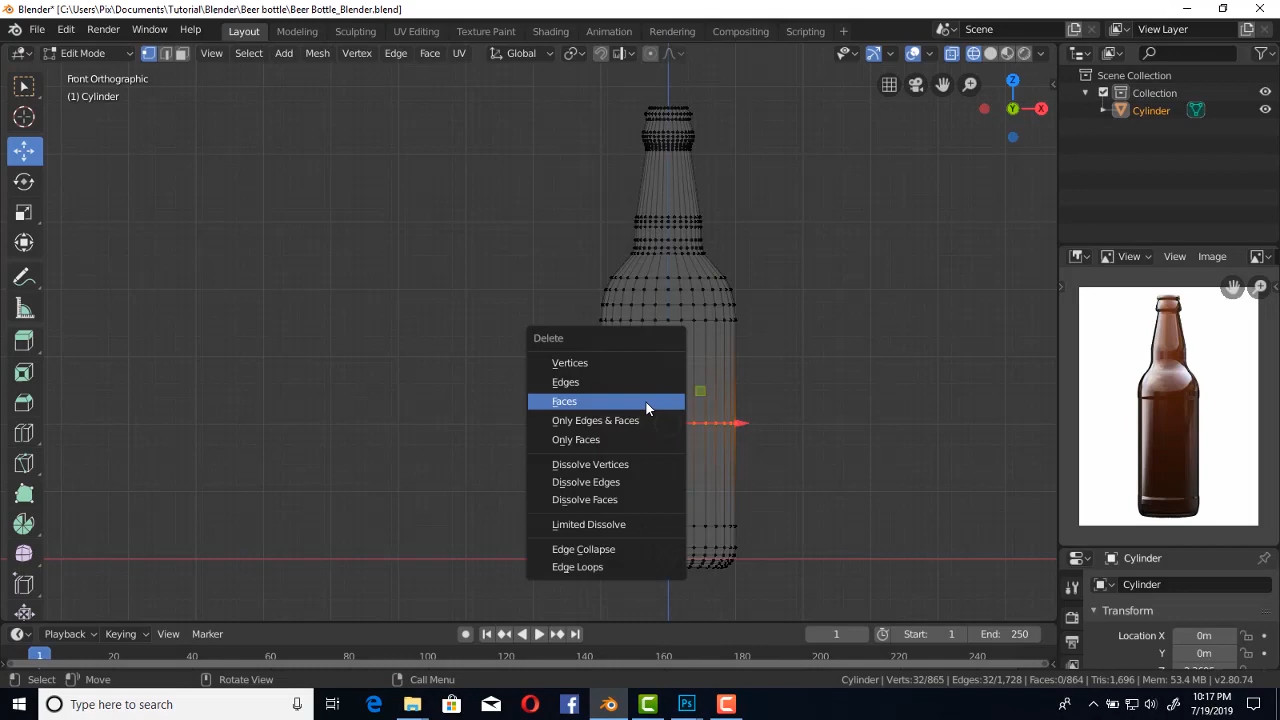 Blender* [C:\Users\Pix\Documents\Tutorial\Blender\Beer bottle\Beer Bottle_Blender.blend]
File Edit Render Window Help Layout Modeling Sculpting UV Editing Texture Paint Shading Animation Rendering Compositing Scripting + Scene View Layer
Edit Mode View Select Add Mesh Vertex Edge Face UV Global
Front Orthographic
(1) Cylinder
Z
Y
X
Scene Collection
Collection
Cylinder
View View Image
Delete
Vertices
Edges
Faces
Only Edges & Faces
Only Faces
Dissolve Vertices
Dissolve Edges
Dissolve Faces
Limited Dissolve
Edge Collapse
Edge Loops
Cylinder
Cylinder
Transform
Location X 0m
Y 0m
Playback Keying View Marker 1 Start: 1 End: 250
1 20 40 60 80 100 120 140 160 180 200 220 240
Select Move Rotate View Call Menu Cylinder | Verts:32/865 | Edges:32/1,728 | Faces:0/864 | Tris:1,696 | Mem: 53.4 MB | v2.80.74
Type here to search
10:17 PM
7/19/2019